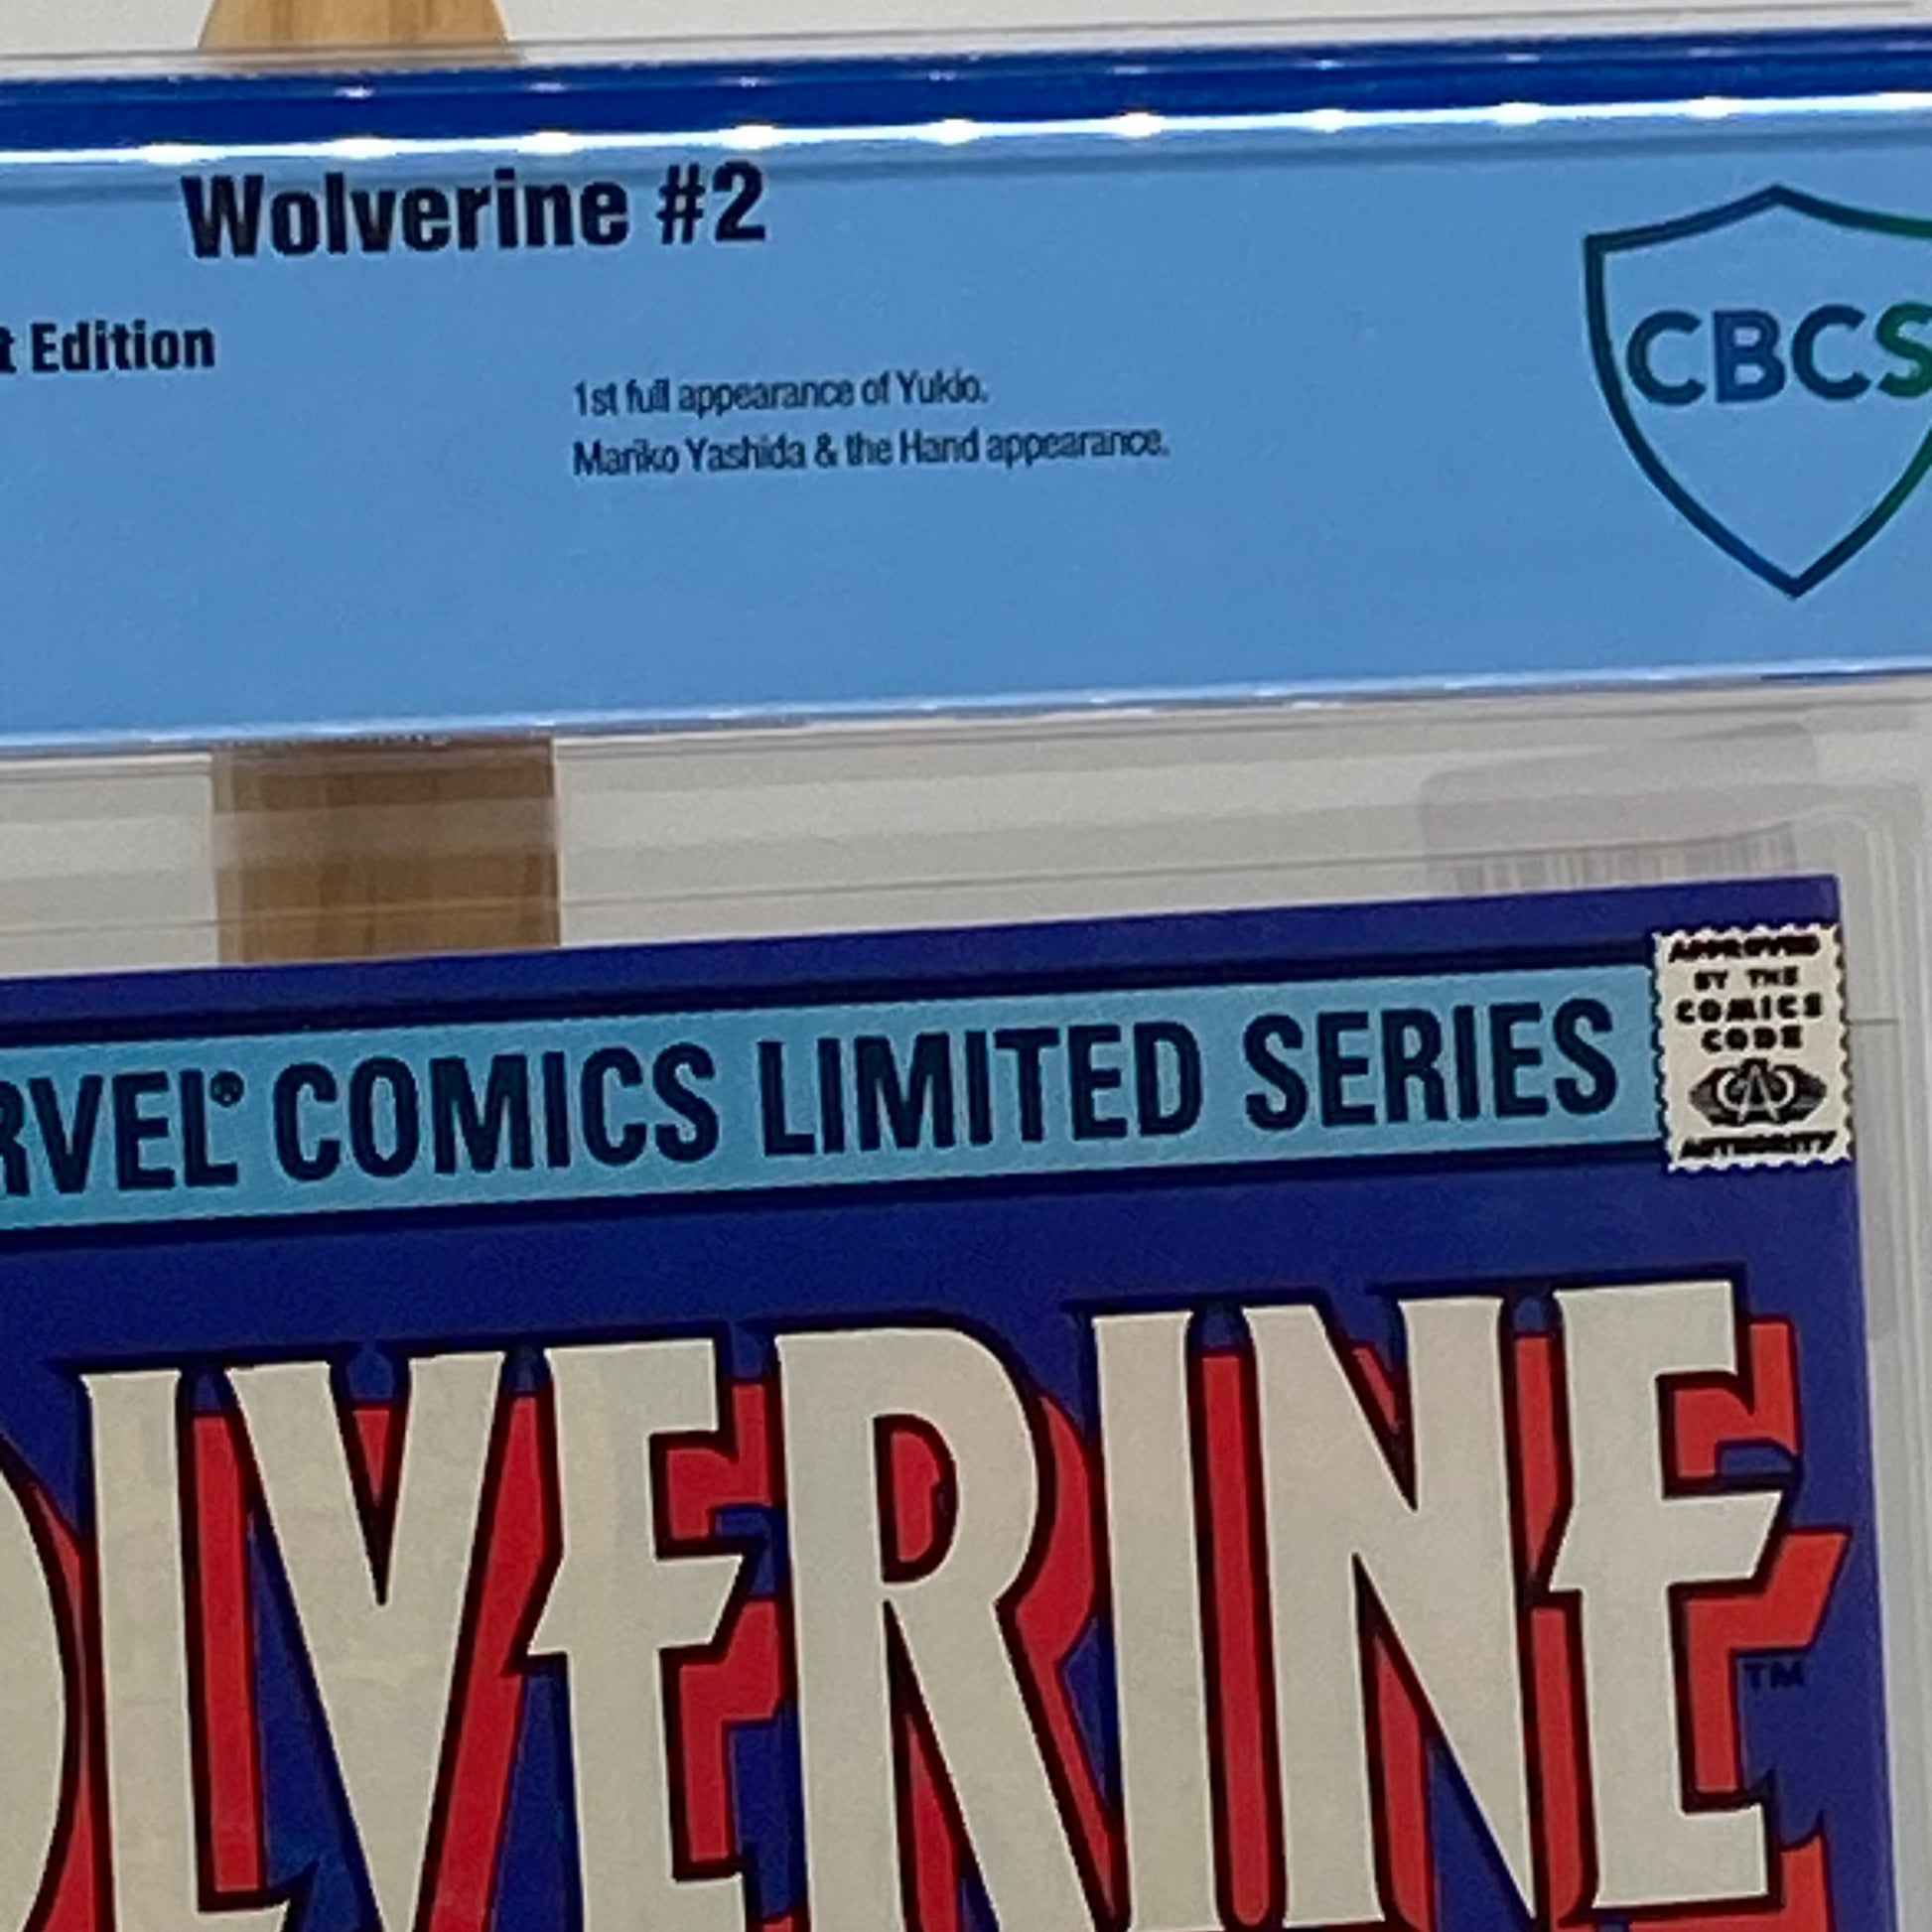 Wolverine #2
t Edition
1st full appearance of Yukio.
Mariko Yashida & the Hand appearance.
CBCS
RVEL® COMICS LIMITED SERIES
APPROVED
BY THE
COMICS
CODE
AUTHORITY
OLVERINE
TM